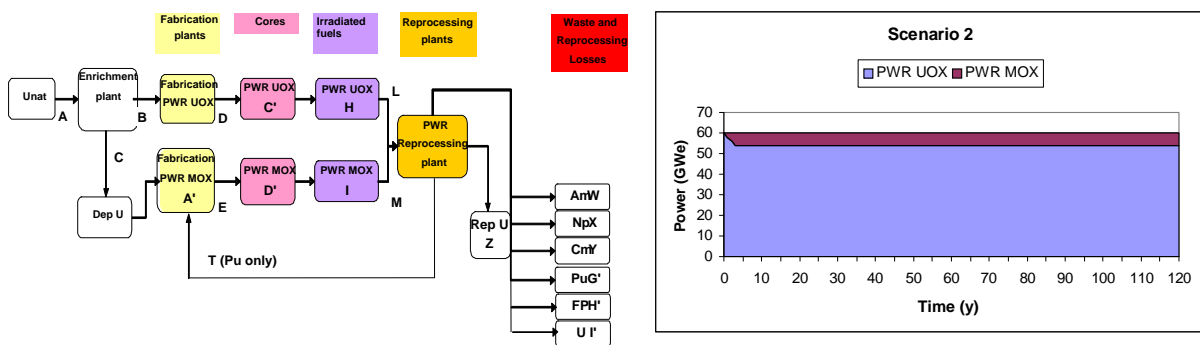 Fabrication
plants
Cores
Irradiated
fuels
Reprocessing
plants
Waste and
Reprocessing
Losses
Unat
A
Enrichment
plant
B
Fabrication
PWR UOX
D
PWR UOX
C'
PWR UOX
H
L
PWR
Reprocessing
plant
C
Dep U
Fabrication
PWR MOX
A'
E
PWR MOX
D'
PWR MOX
I
M
T (Pu only)
Rep U
Z
AmW
NpX
CmY
PuG'
FPH'
U I'
Scenario 2
PWR UOX PWR MOX
Power (GWe)
70
60
50
40
30
20
10
0
0 10 20 30 40 50 60 70 80 90 100 110 120
Time (y)